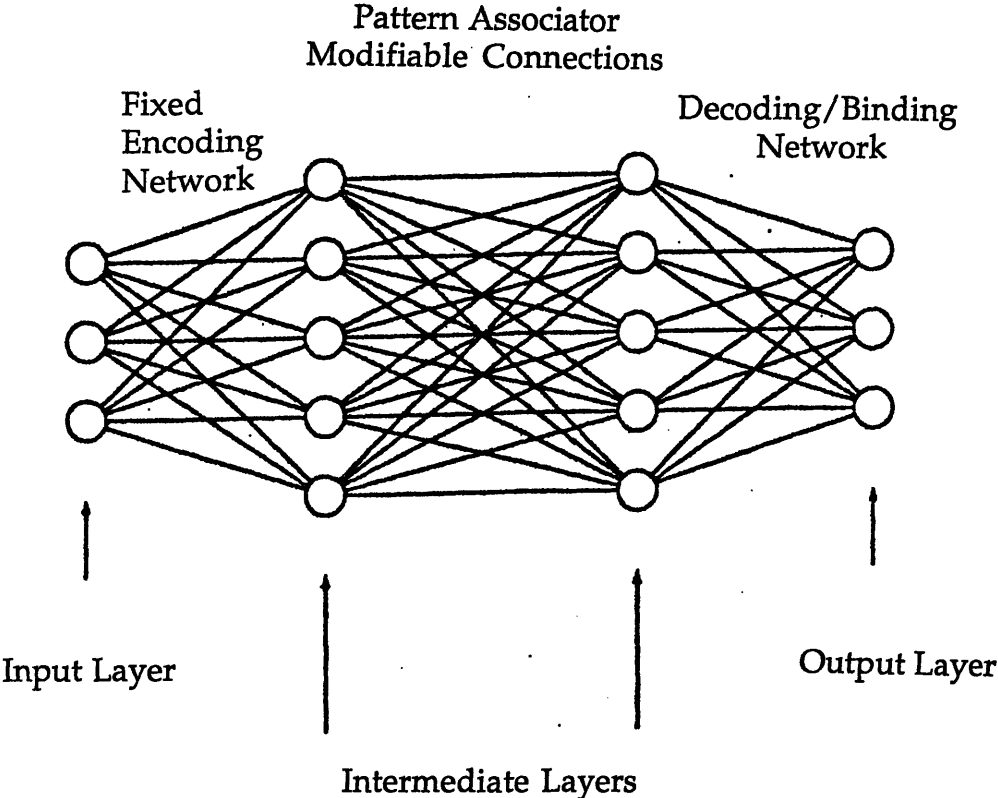 Pattern Associator
Modifiable Connections
Fixed
Encoding
Network
Decoding/Binding
Network
Input Layer
Output Layer
Intermediate Layers